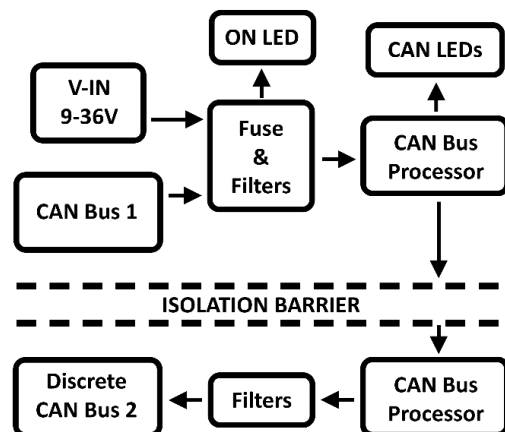 ON LED
CAN LEDs
V-IN
9-36V
Fuse
&
Filters
CAN Bus
Processor
CAN Bus 1
ISOLATION BARRIER
Discrete
CAN Bus 2
Filters
CAN Bus
Processor